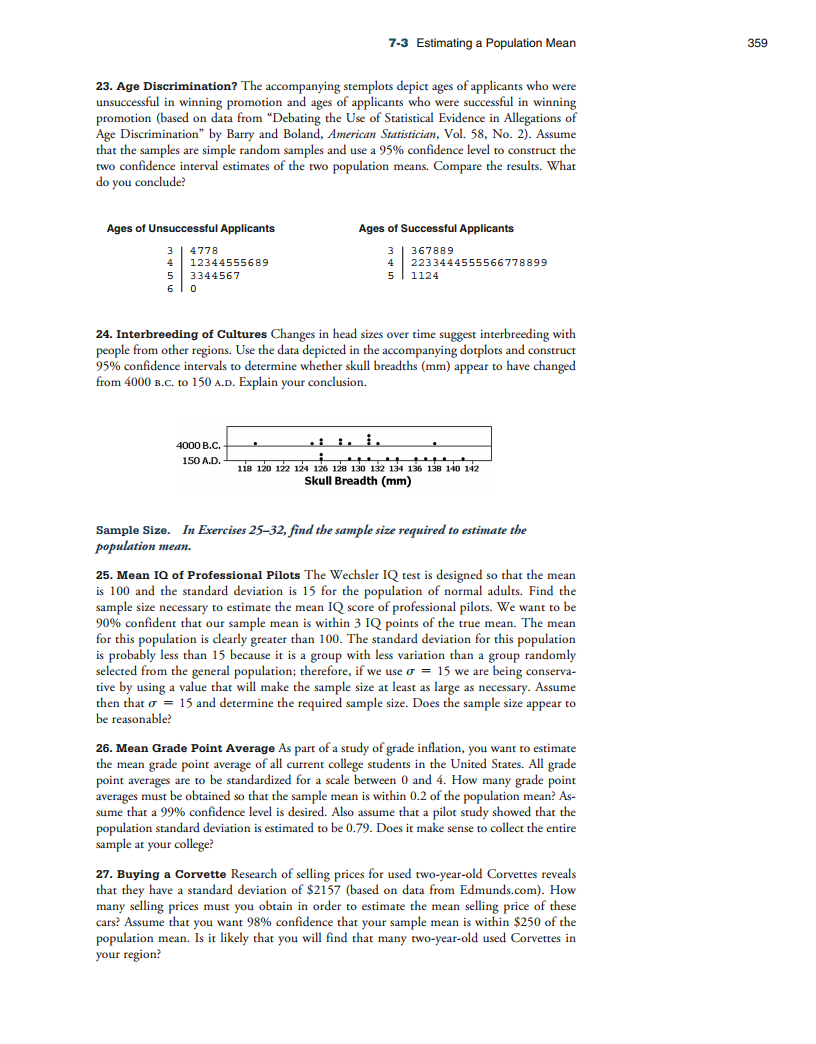 7-3 Estimating a Population Mean 359
23. Age Discrimination? The accompanying stemplots depict ages of applicants who were
unsuccessful in winning promotion and ages of applicants who were successful in winning
promotion (based on data from “Debating the Use of Statistical Evidence in Allegations of
Age Discrimination” by Barry and Boland, American Statistician, Vol. 58, No. 2). Assume
that the samples are simple random samples and use a 95% confidence level to construct the
two confidence interval estimates of the two population means. Compare the results. What
do you conclude?
Ages of Unsuccessful Applicants Ages of Successful Applicants
3 4778 3 367889
4 12344555689 4 2233444555566778899
5 3344567 5 1124
6 0
24. Interbreeding of Cultures Changes in head sizes over time suggest interbreeding with
people from other regions. Use the data depicted in the accompanying dotplots and construct
95% confidence intervals to determine whether skull breadths (mm) appear to have changed
from 4000 B.C. to 150 A.D. Explain your conclusion.
4000 B.C.
150 A.D.
118 120 122 124 126 128 130 132 134 136 138 140 142
Skull Breadth (mm)
Sample Size. In Exercises 25–32, find the sample size required to estimate the
population mean.
25. Mean IQ of Professional Pilots The Wechsler IQ test is designed so that the mean
is 100 and the standard deviation is 15 for the population of normal adults. Find the
sample size necessary to estimate the mean IQ score of professional pilots. We want to be
90% confident that our sample mean is within 3 IQ points of the true mean. The mean
for this population is clearly greater than 100. The standard deviation for this population
is probably less than 15 because it is a group with less variation than a group randomly
selected from the general population; therefore, if we use σ = 15 we are being conserva-
tive by using a value that will make the sample size at least as large as necessary. Assume
then that σ = 15 and determine the required sample size. Does the sample size appear to
be reasonable?
26. Mean Grade Point Average As part of a study of grade inflation, you want to estimate
the mean grade point average of all current college students in the United States. All grade
point averages are to be standardized for a scale between 0 and 4. How many grade point
averages must be obtained so that the sample mean is within 0.2 of the population mean? As-
sume that a 99% confidence level is desired. Also assume that a pilot study showed that the
population standard deviation is estimated to be 0.79. Does it make sense to collect the entire
sample at your college?
27. Buying a Corvette Research of selling prices for used two-year-old Corvettes reveals
that they have a standard deviation of $2157 (based on data from Edmunds.com). How
many selling prices must you obtain in order to estimate the mean selling price of these
cars? Assume that you want 98% confidence that your sample mean is within $250 of the
population mean. Is it likely that you will find that many two-year-old used Corvettes in
your region?